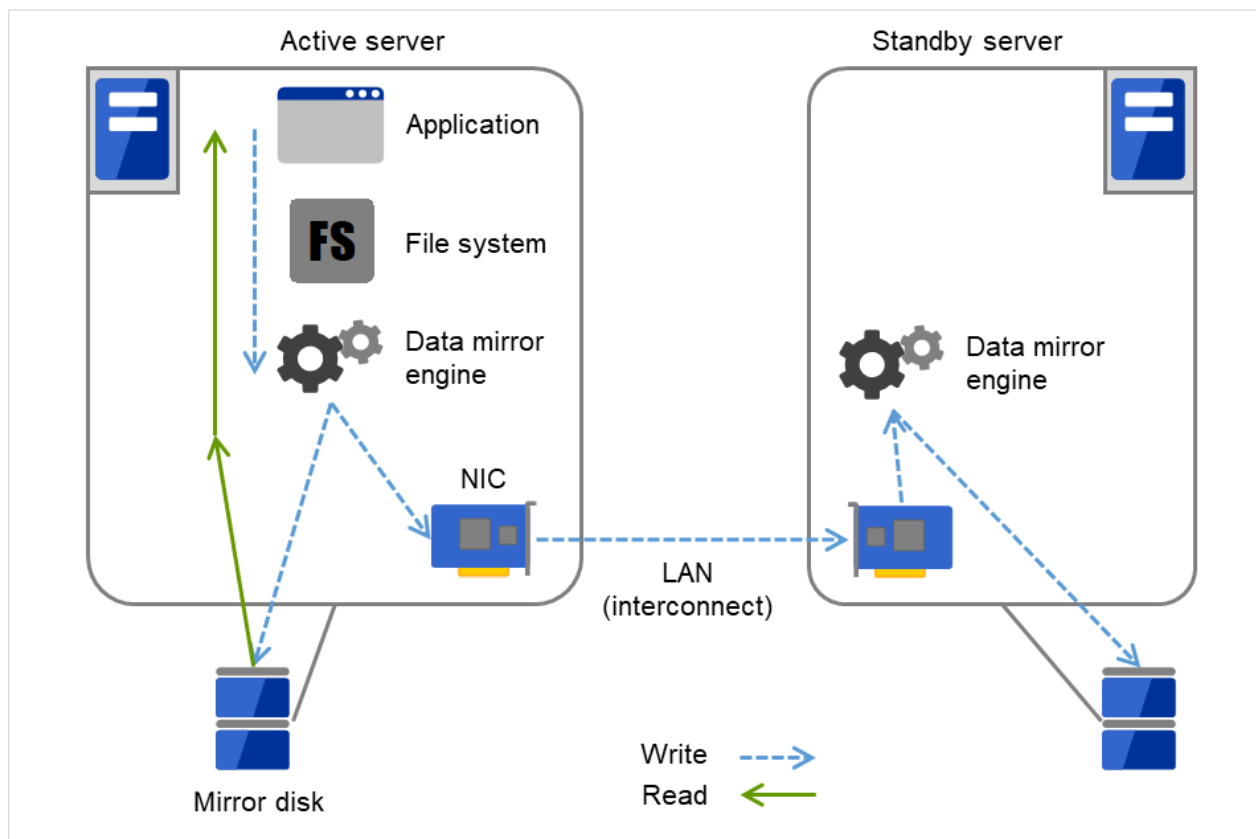 Active server
Standby server
Application
FS
File system
Data mirror
engine
Data mirror
engine
NIC
LAN
(interconnect)
Write
Read
Mirror disk